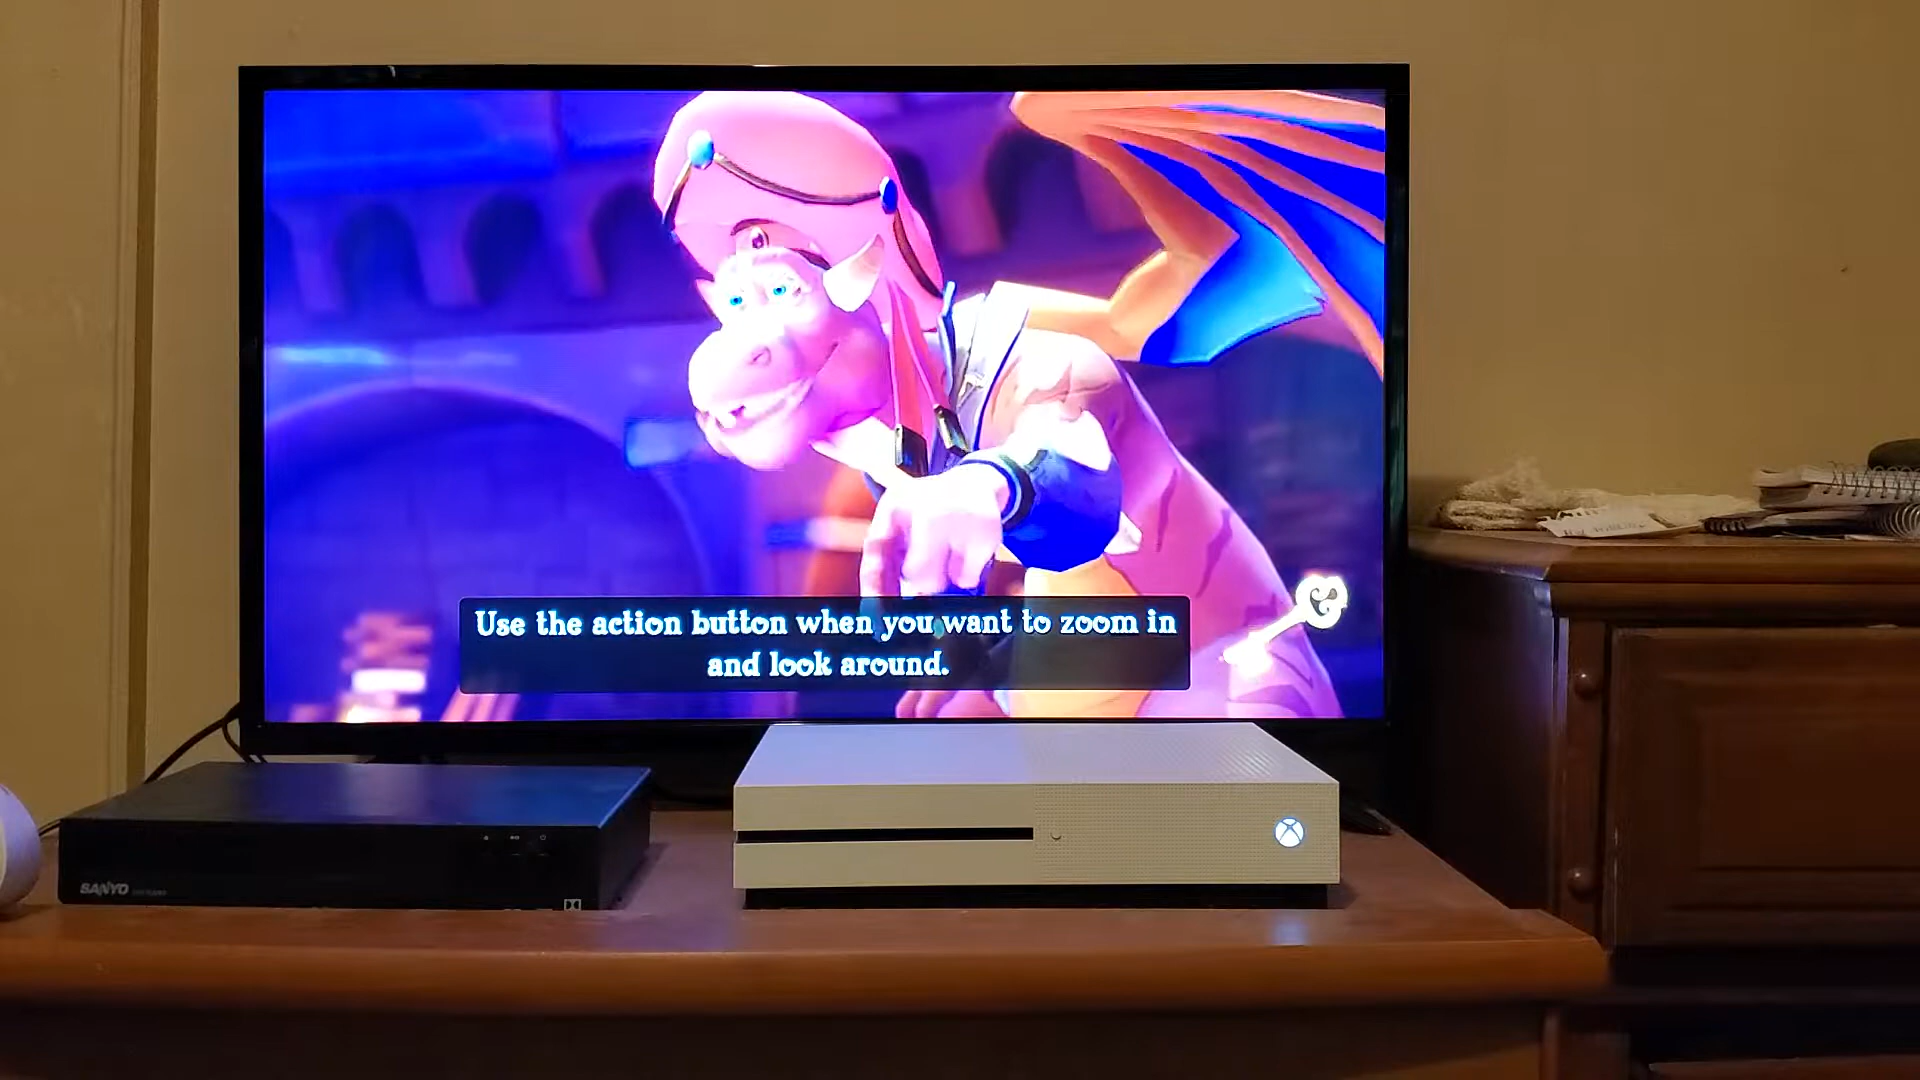 Use the action button when you want to zoom in
and look around.
SANYO